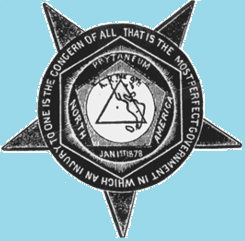 THAT IS THE MOST PERFECT GOVERNMENT IN WHICH AN INJURY TO ONE IS THE CONCERN OF ALL
PRYTANEUM
NORTH
AMERICA
JAN 1ST 1878